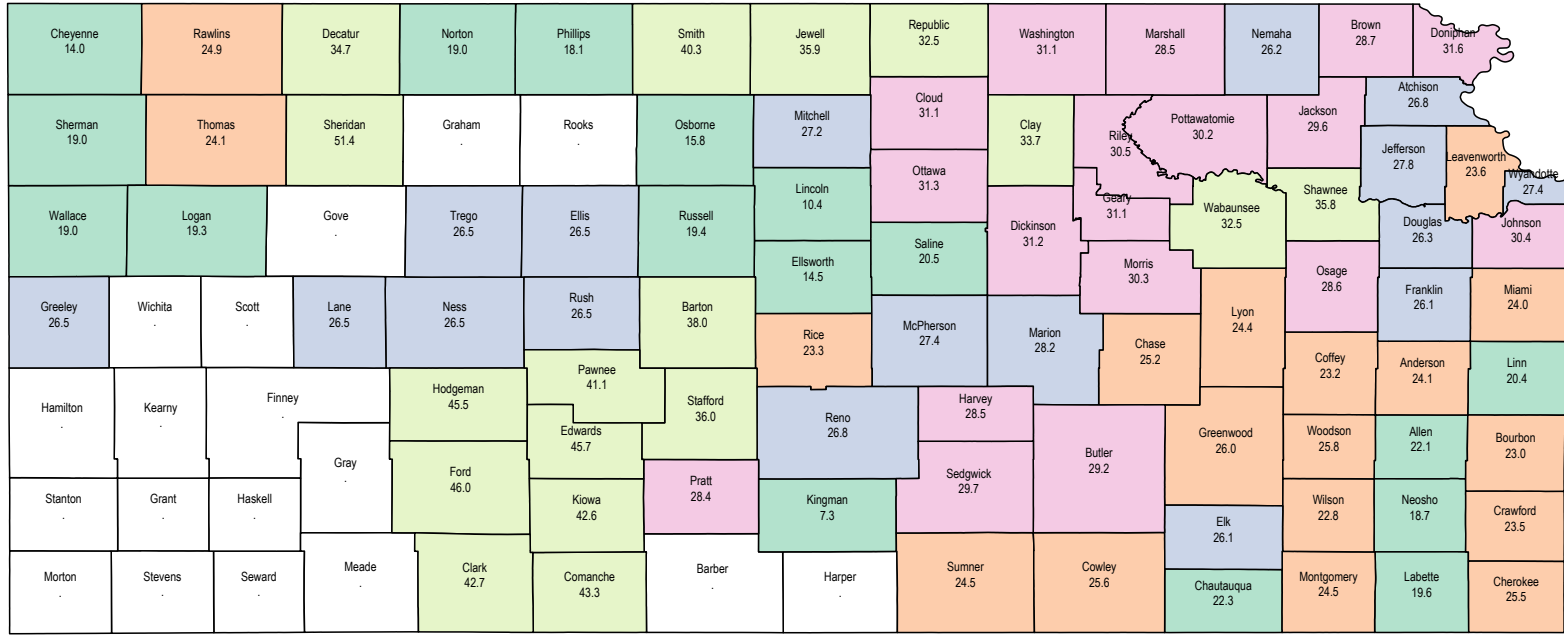 Cheyenne
14.0
Rawlins
24.9
Decatur
34.7
Norton
19.0
Phillips
18.1
Smith
40.3
Jewell
35.9
Republic
32.5
Washington
31.1
Marshall
28.5
Nemaha
26.2
Brown
28.7
Doniphan
31.6
Sherman
19.0
Thomas
24.1
Sheridan
51.4
Graham
.
Rooks
.
Osborne
15.8
Mitchell
27.2
Cloud
31.1
Clay
33.7
Riley
30.5
Pottawatomie
30.2
Jackson
29.6
Atchison
26.8
Jefferson
27.8
Leavenworth
23.6
Wyandotte
27.4
Wallace
19.0
Logan
19.3
Gove
.
Trego
26.5
Ellis
26.5
Russell
19.4
Lincoln
10.4
Ottawa
31.3
Dickinson
31.2
Geary
31.1
Wabaunsee
32.5
Shawnee
35.8
Douglas
26.3
Johnson
30.4
Ellsworth
14.5
Saline
20.5
Morris
30.3
Osage
28.6
Franklin
26.1
Miami
24.0
Greeley
26.5
Wichita
.
Scott
.
Lane
26.5
Ness
26.5
Rush
26.5
Barton
38.0
Rice
23.3
McPherson
27.4
Marion
28.2
Chase
25.2
Lyon
24.4
Coffey
23.2
Anderson
24.1
Linn
20.4
Hamilton
.
Kearny
.
Finney
.
Hodgeman
45.5
Pawnee
41.1
Stafford
36.0
Edwards
45.7
Reno
26.8
Harvey
28.5
Butler
29.2
Greenwood
26.0
Woodson
25.8
Allen
22.1
Bourbon
23.0
Gray
.
Ford
46.0
Kiowa
42.6
Pratt
28.4
Kingman
7.3
Sedgwick
29.7
Elk
26.1
Wilson
22.8
Neosho
18.7
Crawford
23.5
Stanton
.
Grant
.
Haskell
.
Morton
.
Stevens
.
Seward
.
Meade
.
Clark
42.7
Comanche
43.3
Barber
.
Harper
.
Sumner
24.5
Cowley
25.6
Chautauqua
22.3
Montgomery
24.5
Labette
19.6
Cherokee
25.5